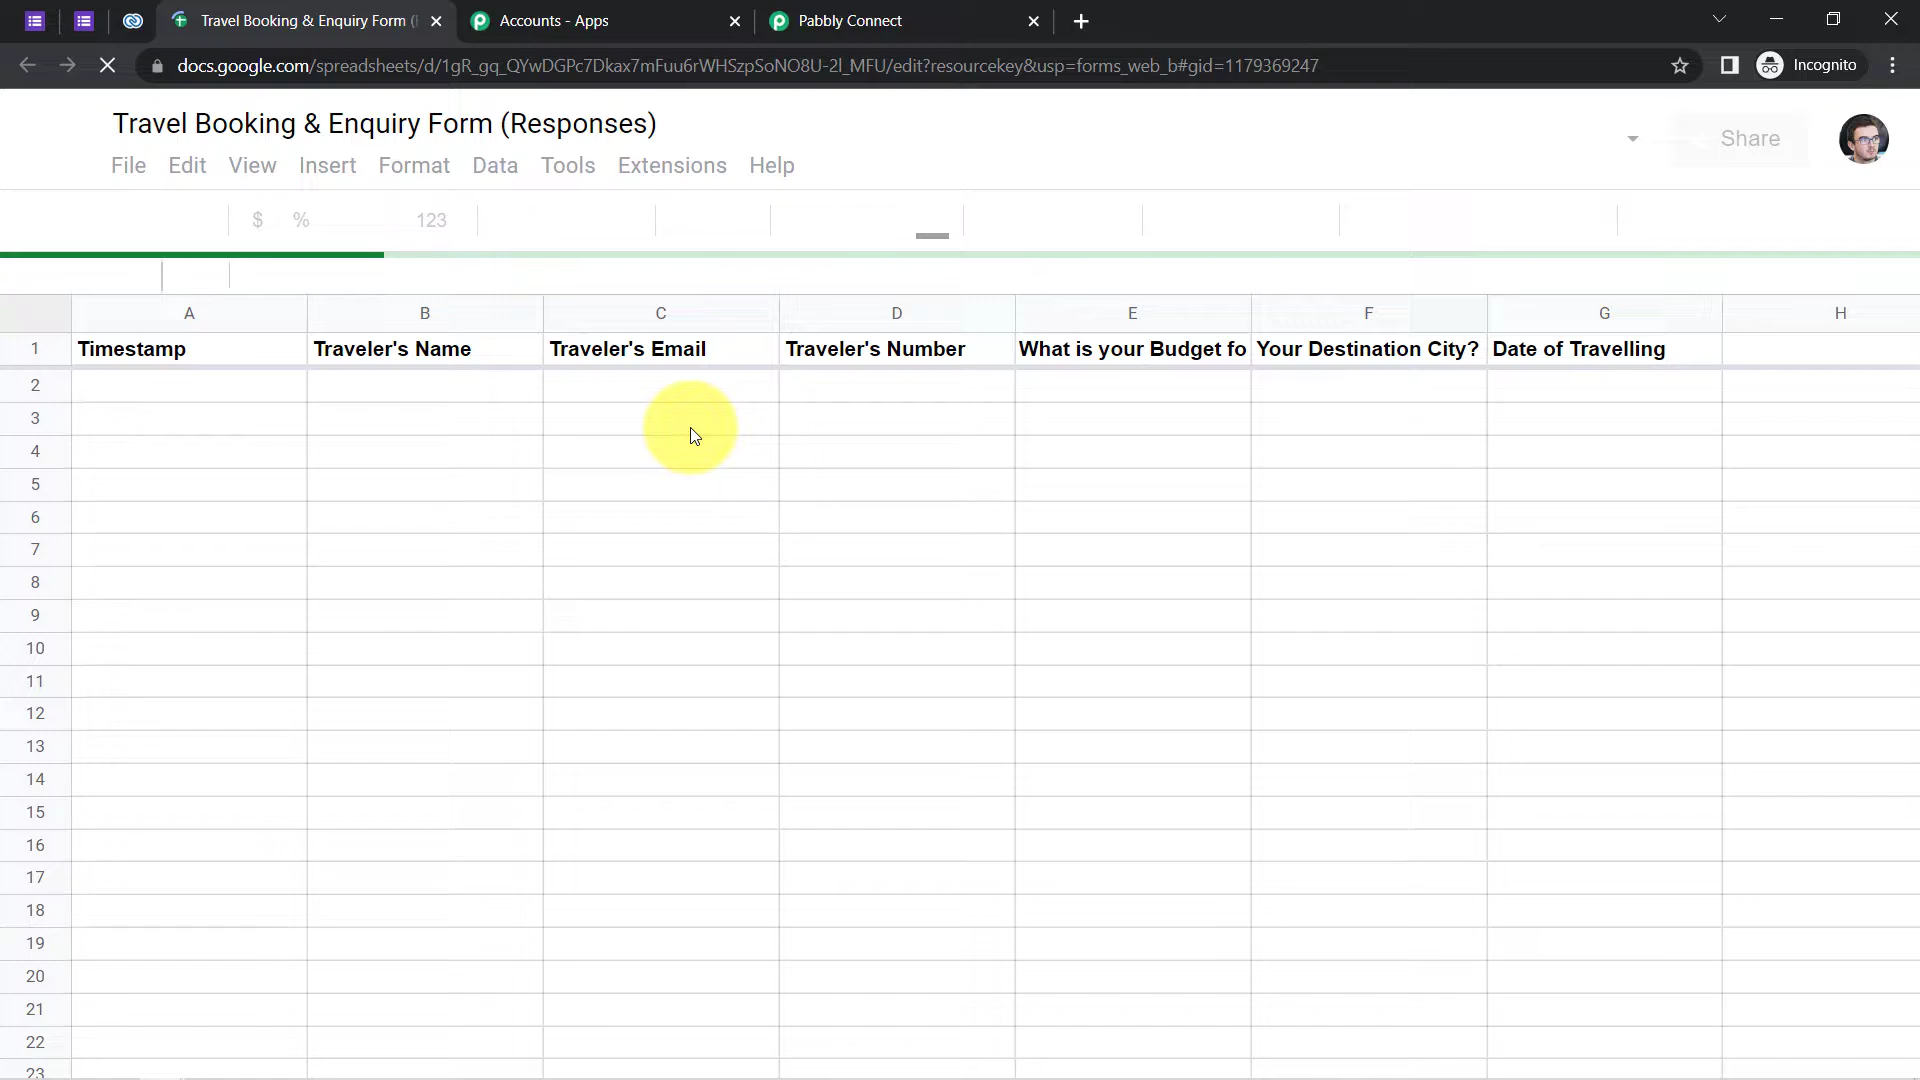 Travel Booking & Enquiry Form (
Accounts - Apps
Pabbly Connect
docs.google.com/spreadsheets/d/1gR_gq_QYwDGPc7Dkax7mFuu6rWHSzpSoNO8U-2l_MFU/edit?resourcekey&usp=forms_web_b#gid=1179369247
Incognito
Travel Booking & Enquiry Form (Responses)
File Edit View Insert Format Data Tools Extensions Help
Share
$ % 123
A B C D E F G H
1 Timestamp Traveler's Name Traveler's Email Traveler's Number What is your Budget fo Your Destination City? Date of Travelling
2
3
4
5
6
7
8
9
10
11
12
13
14
15
16
17
18
19
20
21
22
23